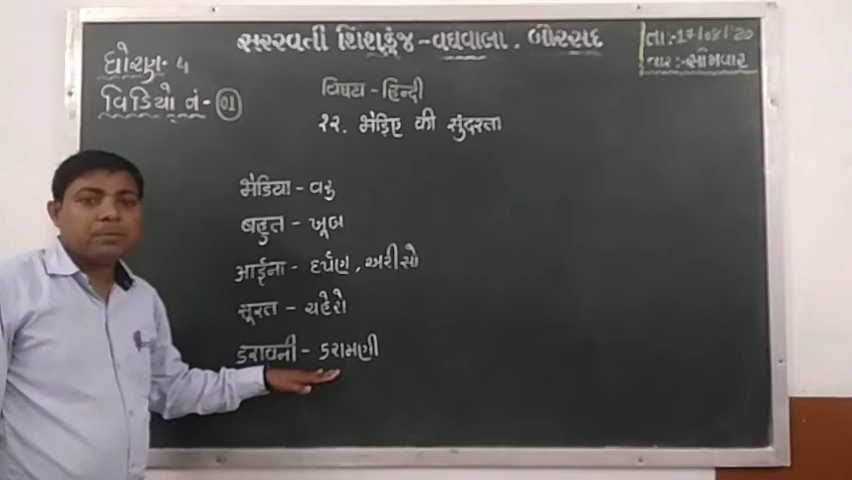 સરસ્વતી શિશુકુંજ - વઘવાલા . બોરસદ
તા :- 17/08/'20
વાર :- સોમવાર
ધોરણ - ૫
વિડિયો નં - 01
વિષય - हिन्दी
१२. भेड़िए की सुंदरता
भेडिया - વરુ
बहुत - ખૂબ
आईना - દર્પણ , અરીસો
सूरत - ચહેરો
डरावनी - ડરામણી